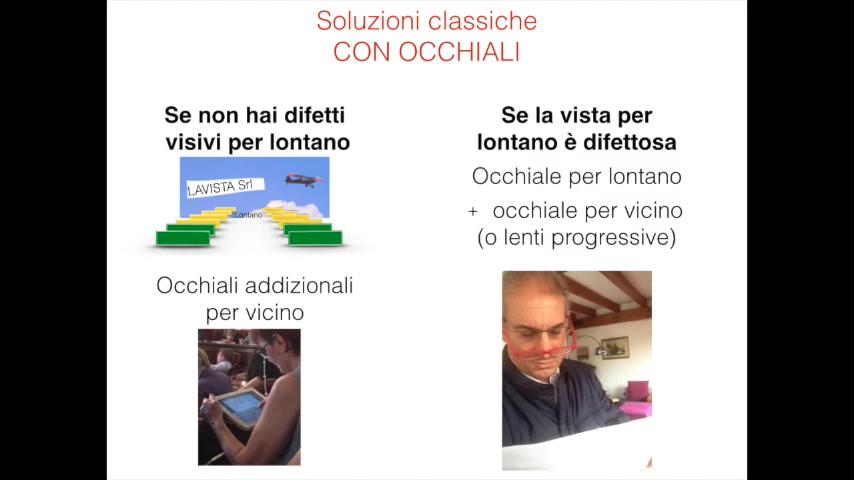 Soluzioni classiche
CON OCCHIALI
Se non hai difetti
visivi per lontano
LAVISTA Srl
Lontano
Occhiali addizionali
per vicino
Se la vista per
lontano è difettosa
Occhiale per lontano
+ occhiale per vicino
(o lenti progressive)